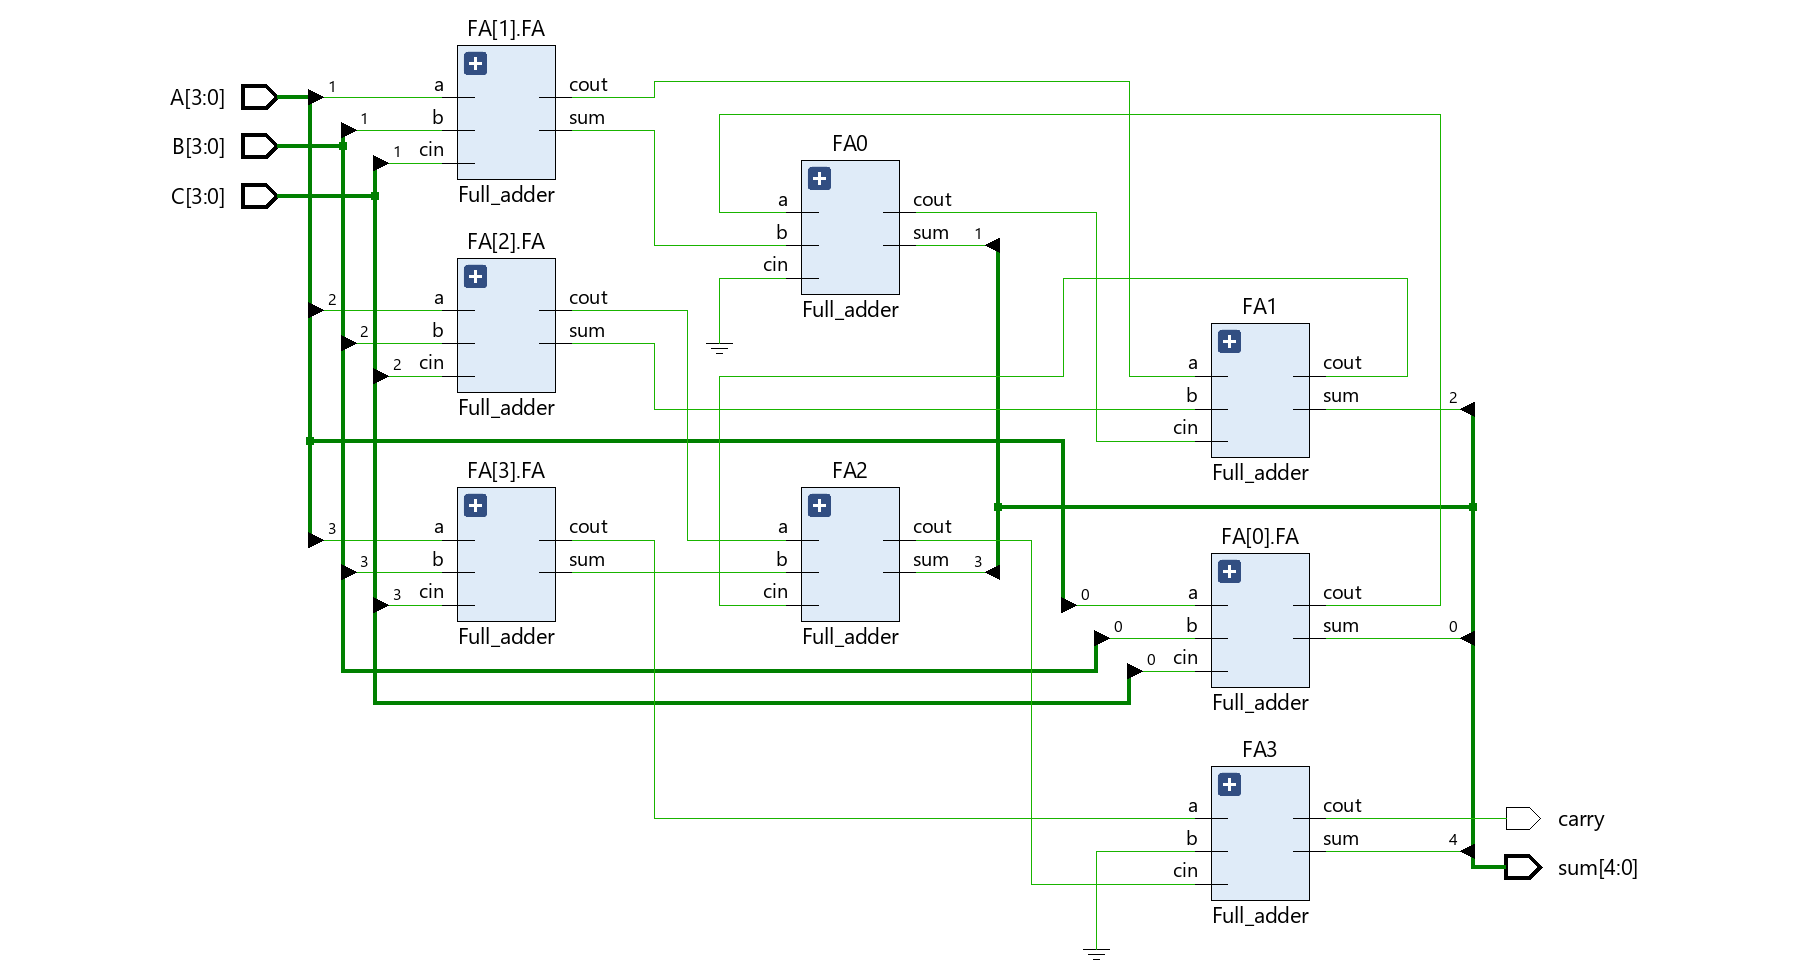 FA[1].FA
A[3:0]
1
a
cout
1
b
sum
B[3:0]
1
cin
C[3:0]
Full_adder
FA0
a
cout
b
sum
1
cin
Full_adder
FA[2].FA
2
a
cout
2
b
sum
2
cin
Full_adder
FA1
a
cout
b
sum
2
cin
Full_adder
FA[3].FA
3
a
cout
3
b
sum
3
cin
Full_adder
FA2
a
cout
b
sum
3
cin
Full_adder
FA[0].FA
0
a
cout
0
b
sum
0
0
cin
Full_adder
FA3
a
cout
carry
b
sum
4
cin
sum[4:0]
Full_adder